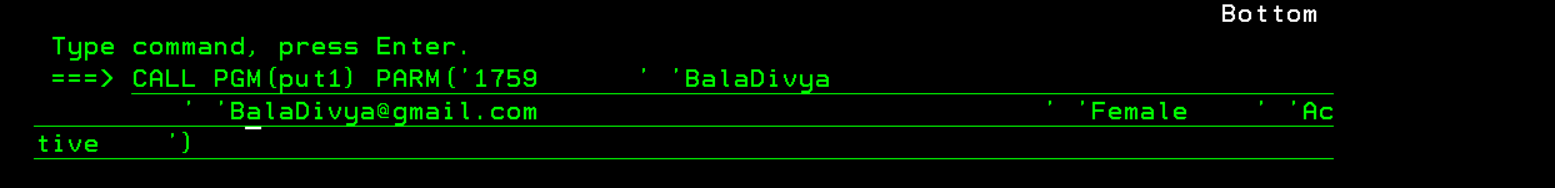 Bottom
Type command, press Enter.
===> CALL PGM(put1) PARM('1759      ' 'BalaDivya
' 'BalaDivya@gmail.com                               ' 'Female    ' 'Ac
tive    ')